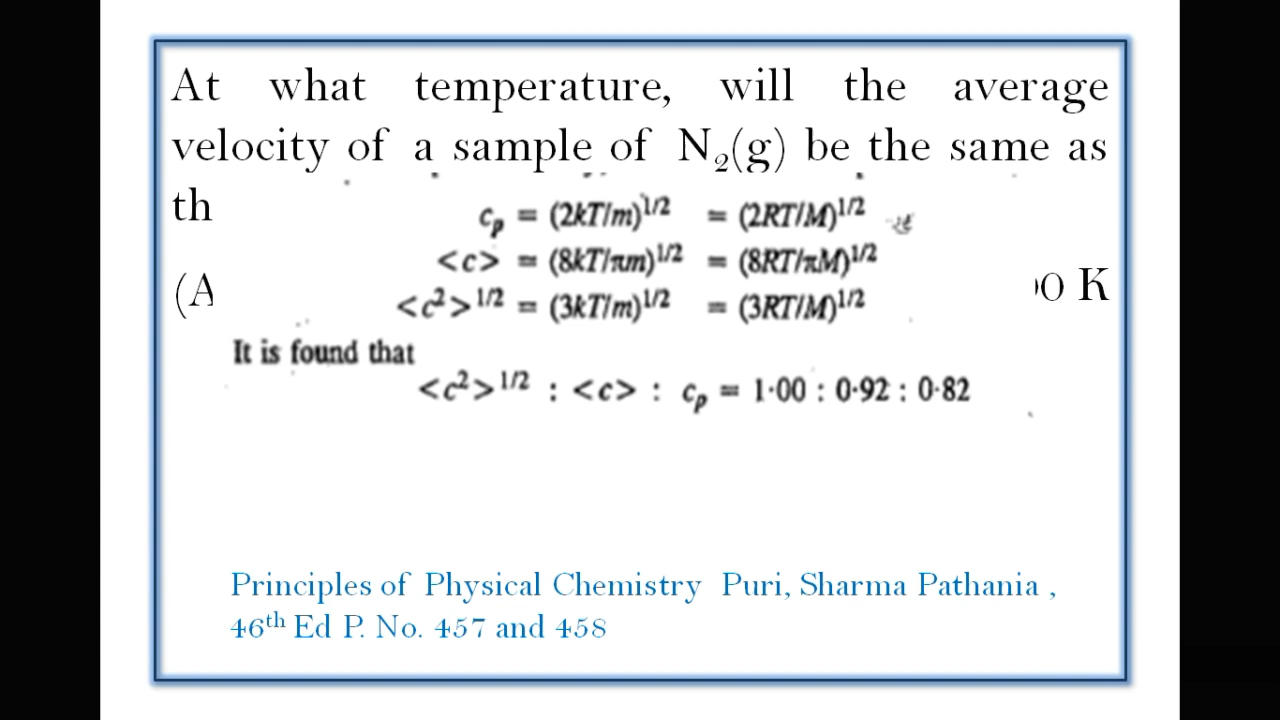 At what temperature, will the average
velocity of a sample of N₂(g) be the same as
th
cₚ = (2kT/m)^1/2 = (2RT/M)^1/2
<c> = (8kT/πm)^1/2 = (8RT/πM)^1/2
(A
0 K
<c²>^1/2 = (3kT/m)^1/2 = (3RT/M)^1/2
It is found that
<c²>^1/2 : <c> : cₚ = 1·00 : 0·92 : 0·82
Principles of Physical Chemistry Puri, Sharma Pathania ,
46th Ed P. No. 457 and 458